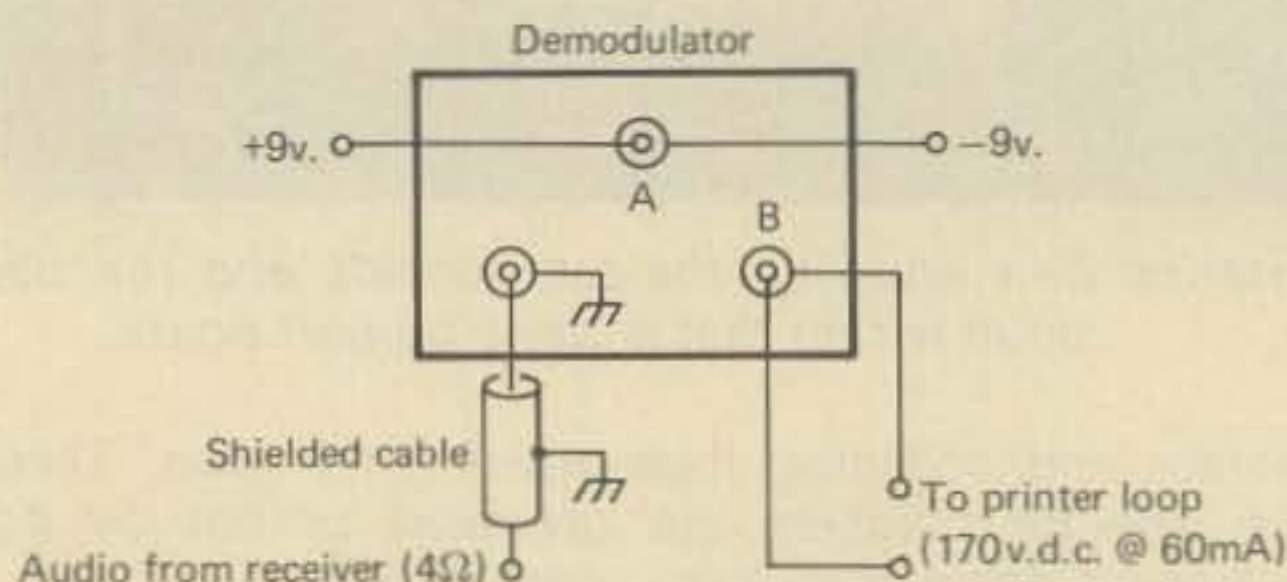 Demodulator
+9v.
−9v.
A
B
Shielded cable
To printer loop
(170v.d.c. @ 60mA)
Audio from receiver (4Ω)